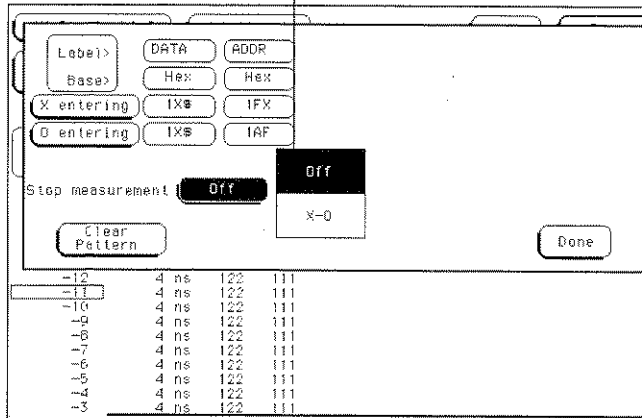 Label> DATA ADDR
Base> Hex Hex
X entering 1X$ 1FX
O entering 1X$ 1AF
Off
Stop measurement Off
X-O
Clear
Pattern
Done
-12 4 ns 122 111
-11 4 ns 122 111
-10 4 ns 122 111
-9 4 ns 122 111
-8 4 ns 122 111
-7 4 ns 122 111
-6 4 ns 122 111
-5 4 ns 122 111
-4 4 ns 122 111
-3 4 ns 122 111